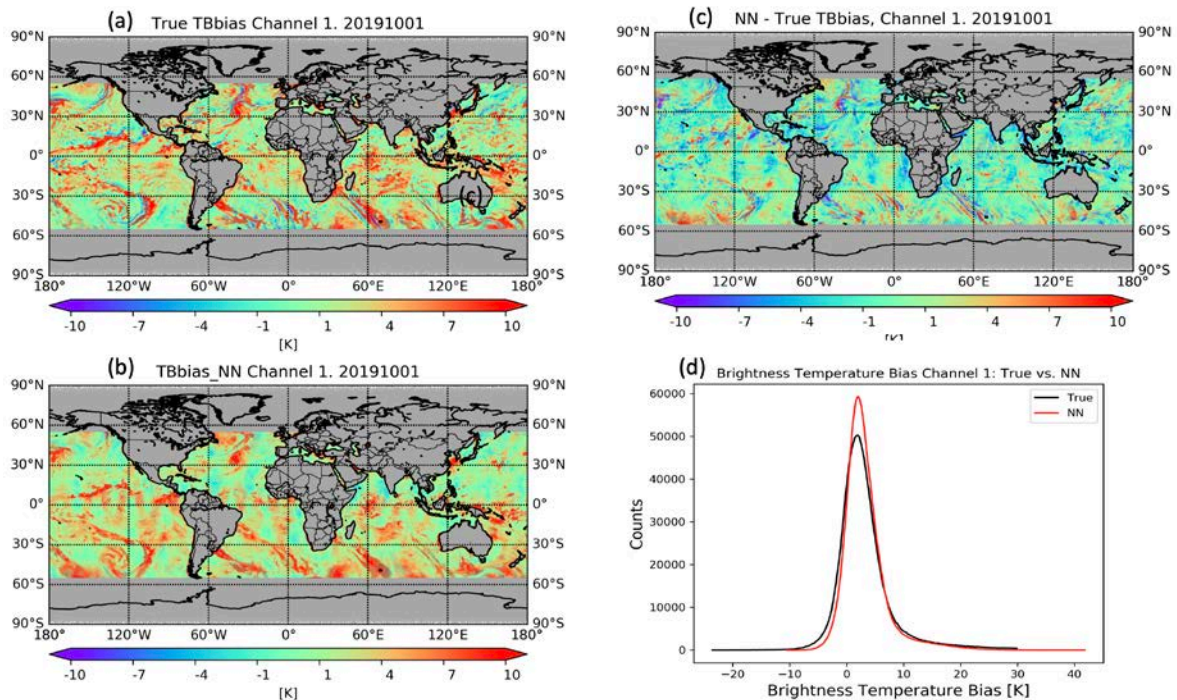 (a) True TBbias Channel 1. 20191001
90°N 90°N
60°N 60°N
30°N 30°N
0° 0°
30°S 30°S
60°S 60°S
90°S 90°S
180° 120°W 60°W 0° 60°E 120°E 180°
-10 -7 -4 -1 1 4 7 10
[K]
(b) TBbias_NN Channel 1. 20191001
90°N 90°N
60°N 60°N
30°N 30°N
0° 0°
30°S 30°S
60°S 60°S
90°S 90°S
180° 120°W 60°W 0° 60°E 120°E 180°
-10 -7 -4 -1 1 4 7 10
[K]
(c) NN - True TBbias, Channel 1. 20191001
90°N 90°N
60°N 60°N
30°N 30°N
0° 0°
30°S 30°S
60°S 60°S
90°S 90°S
180° 120°W 60°W 0° 60°E 120°E 180°
-10 -7 -4 -1 1 4 7 10
[K]
(d) Brightness Temperature Bias Channel 1: True vs. NN
True
NN
60000
50000
40000
30000
20000
10000
0
Counts
-20 -10 0 10 20 30 40
Brightness Temperature Bias [K]